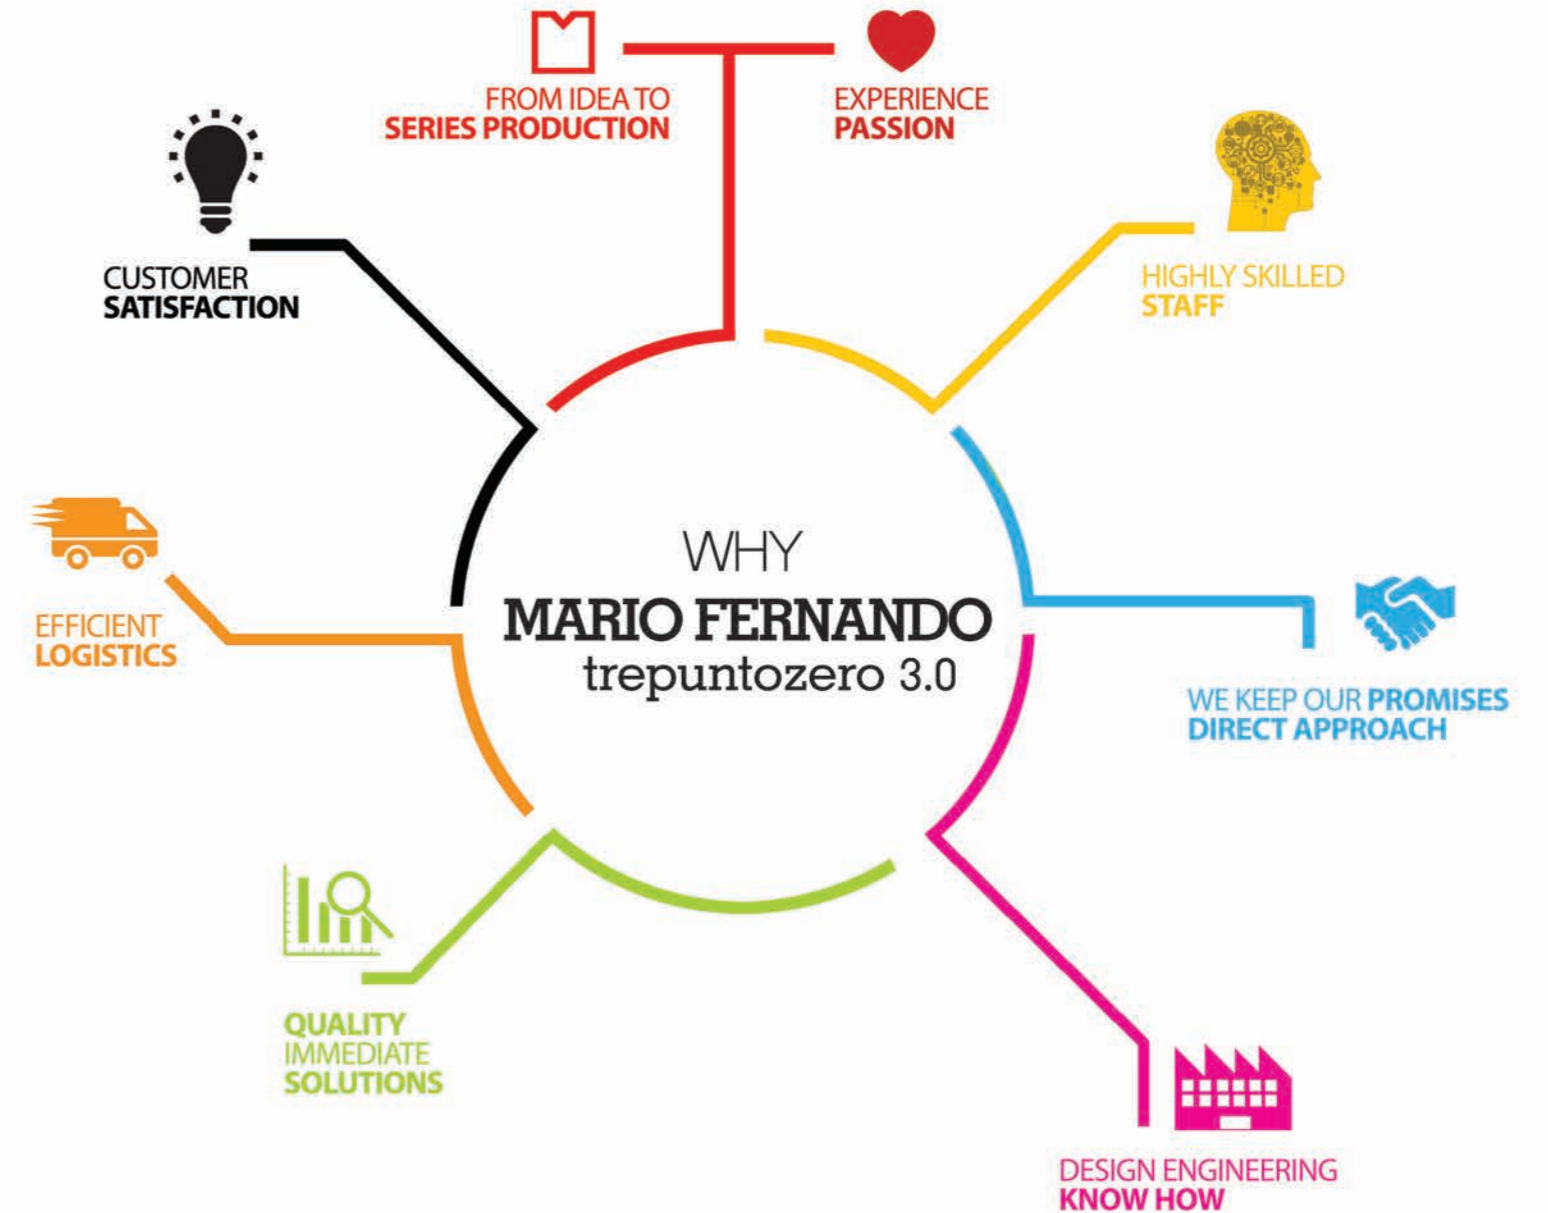 FROM IDEA TO
SERIES PRODUCTION
EXPERIENCE
PASSION
CUSTOMER
SATISFACTION
HIGHLY SKILLED
STAFF
WHY
MARIO FERNANDO
trepuntozero 3.0
EFFICIENT
LOGISTICS
WE KEEP OUR PROMISES
DIRECT APPROACH
QUALITY
IMMEDIATE
SOLUTIONS
DESIGN ENGINEERING
KNOW HOW